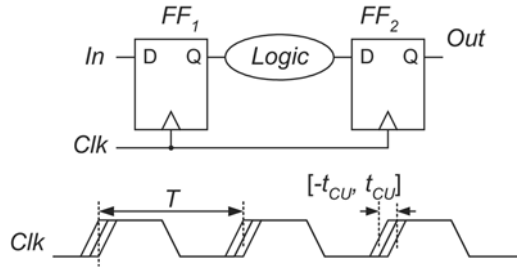 FF1 FF2
In D Q Logic D Q Out
Clk
T [-tCU, tCU]
Clk